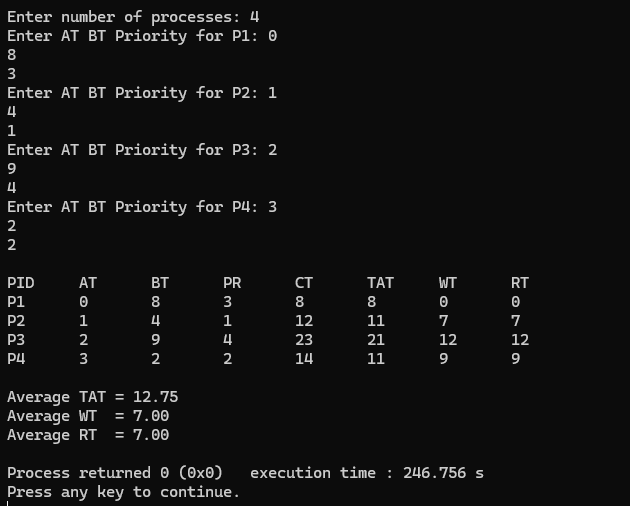 Enter number of processes: 4
Enter AT BT Priority for P1: 0
8
3
Enter AT BT Priority for P2: 1
4
1
Enter AT BT Priority for P3: 2
9
4
Enter AT BT Priority for P4: 3
2
2
PID AT BT PR CT TAT WT RT
P1 0 8 3 8 8 0 0
P2 1 4 1 12 11 7 7
P3 2 9 4 23 21 12 12
P4 3 2 2 14 11 9 9
Average TAT = 12.75
Average WT  = 7.00
Average RT  = 7.00
Process returned 0 (0x0)   execution time : 246.756 s
Press any key to continue.